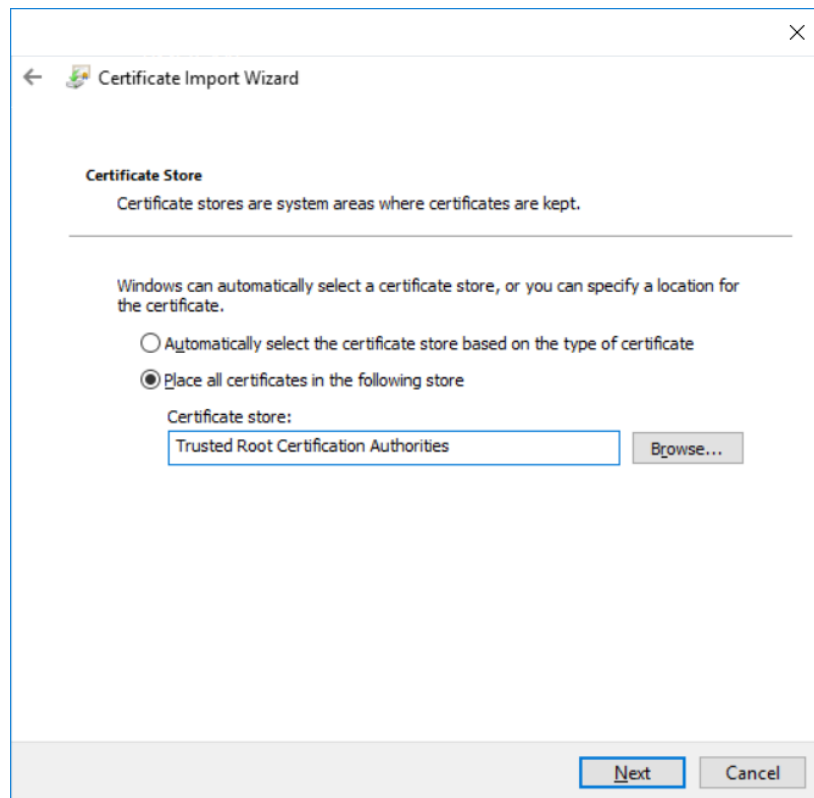 Certificate Import Wizard
Certificate Store
Certificate stores are system areas where certificates are kept.
Windows can automatically select a certificate store, or you can specify a location for
the certificate.
Automatically select the certificate store based on the type of certificate
Place all certificates in the following store
Certificate store:
Trusted Root Certification Authorities
Browse...
Next
Cancel